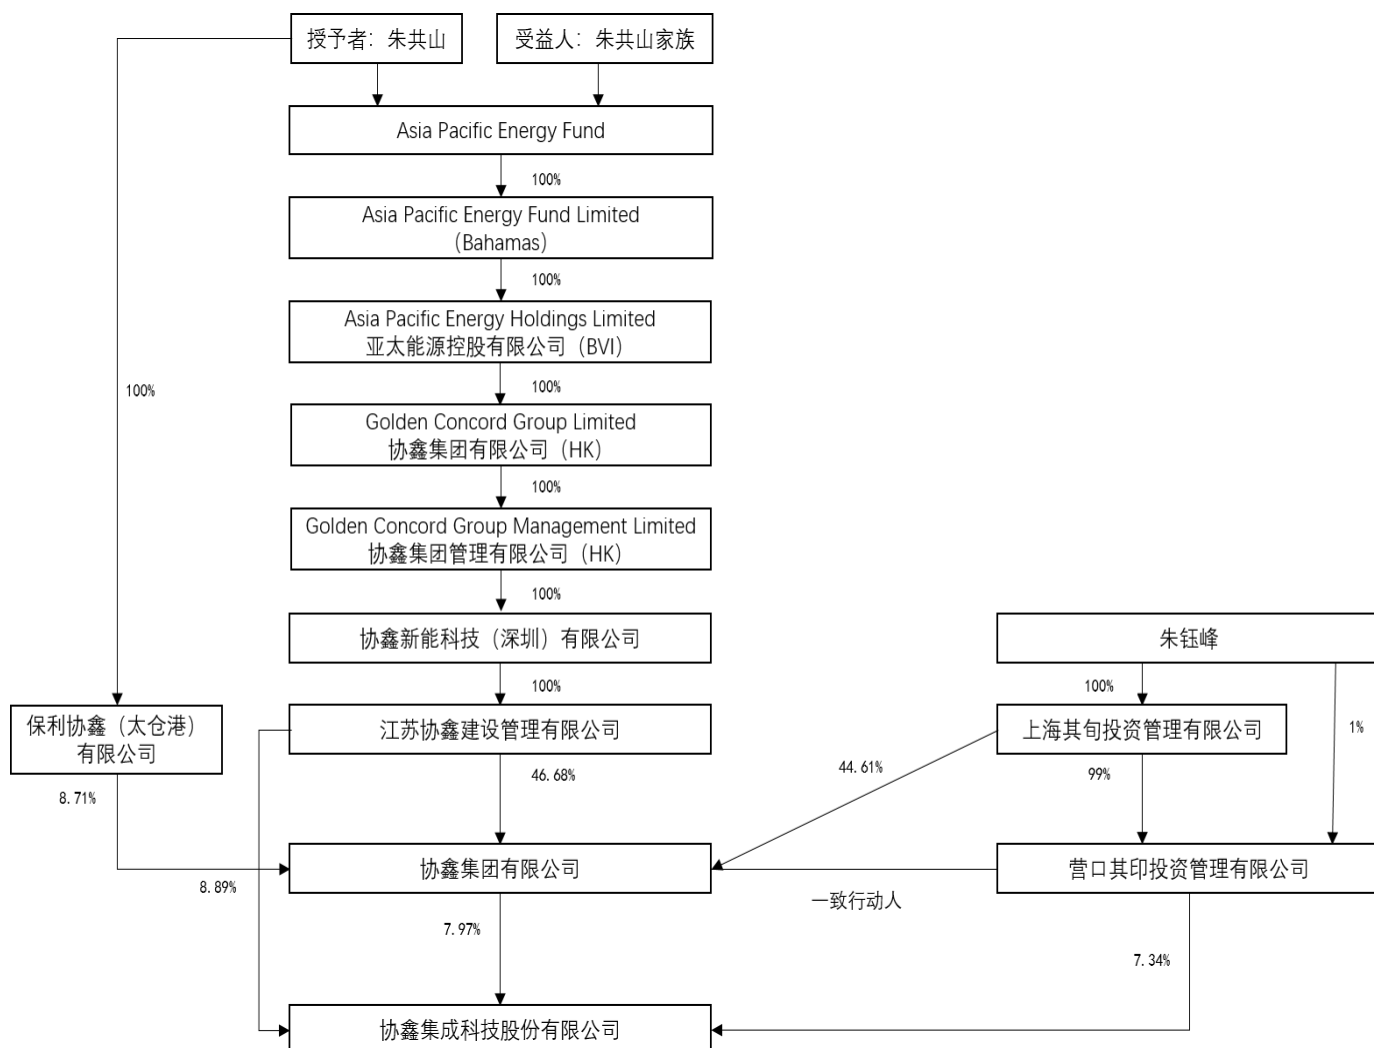 授予者：朱共山
受益人：朱共山家族
Asia Pacific Energy Fund
100%
Asia Pacific Energy Fund Limited
（Bahamas）
100%
Asia Pacific Energy Holdings Limited
亚太能源控股有限公司（BVI）
100%
100%
Golden Concord Group Limited
协鑫集团有限公司（HK）
100%
Golden Concord Group Management Limited
协鑫集团管理有限公司（HK）
100%
协鑫新能科技（深圳）有限公司
朱钰峰
100%
100%
保利协鑫（太仓港）
有限公司
江苏协鑫建设管理有限公司
上海其旬投资管理有限公司
1%
8.71%
46.68%
44.61%
99%
协鑫集团有限公司
营口其印投资管理有限公司
8.89%
一致行动人
7.97%
7.34%
协鑫集成科技股份有限公司